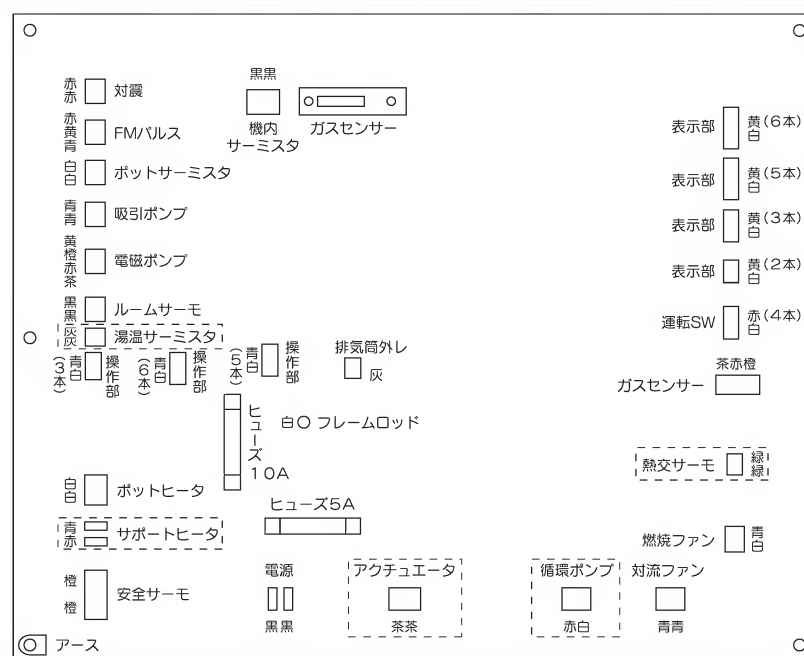 赤赤 対震
赤黄青 FMパルス
白白 ポットサーミスタ
青青 吸引ポンプ
黄橙赤茶 電磁ポンプ
黒黒 ルームサーモ
灰灰 湯温サーミスタ
黒黒
機内
サーミスタ
ガスセンサー
表示部 黄白(6本)
表示部 黄白(5本)
表示部 黄白(3本)
表示部 黄白(2本)
運転SW 赤白(4本)
青白(3本) 操作部
青白(6本) 操作部
青白(5本) 操作部
排気筒外レ
灰
茶赤橙
ガスセンサー
ヒューズ
10A
白 フレームロッド
熱交サーモ 緑緑
白白 ポットヒータ
ヒューズ5A
青赤 サポートヒータ
燃焼ファン 青白
橙橙 安全サーモ
電源
黒黒
アクチュエータ
茶茶
循環ポンプ
赤白
対流ファン
青青
アース